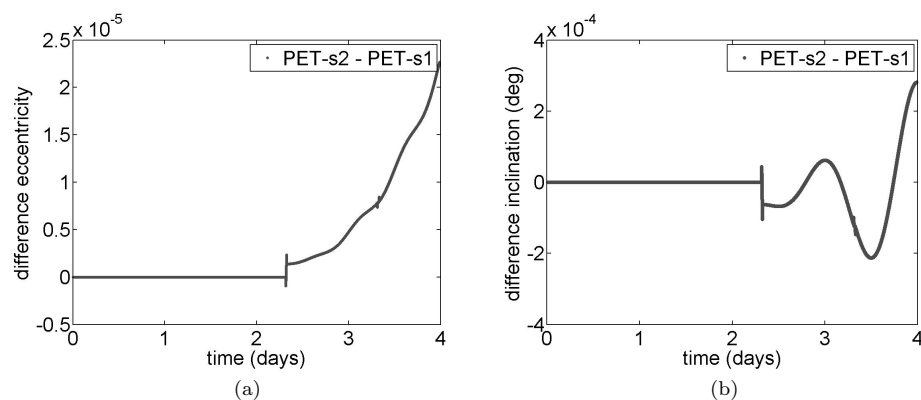 x 10⁻⁵
2.5
2
1.5
1
0.5
0
-0.5
difference eccentricity
PET-s2 - PET-s1
0 1 2 3 4
time (days)
(a)
x 10⁻⁴
4
2
0
-2
-4
difference inclination (deg)
PET-s2 - PET-s1
0 1 2 3 4
time (days)
(b)